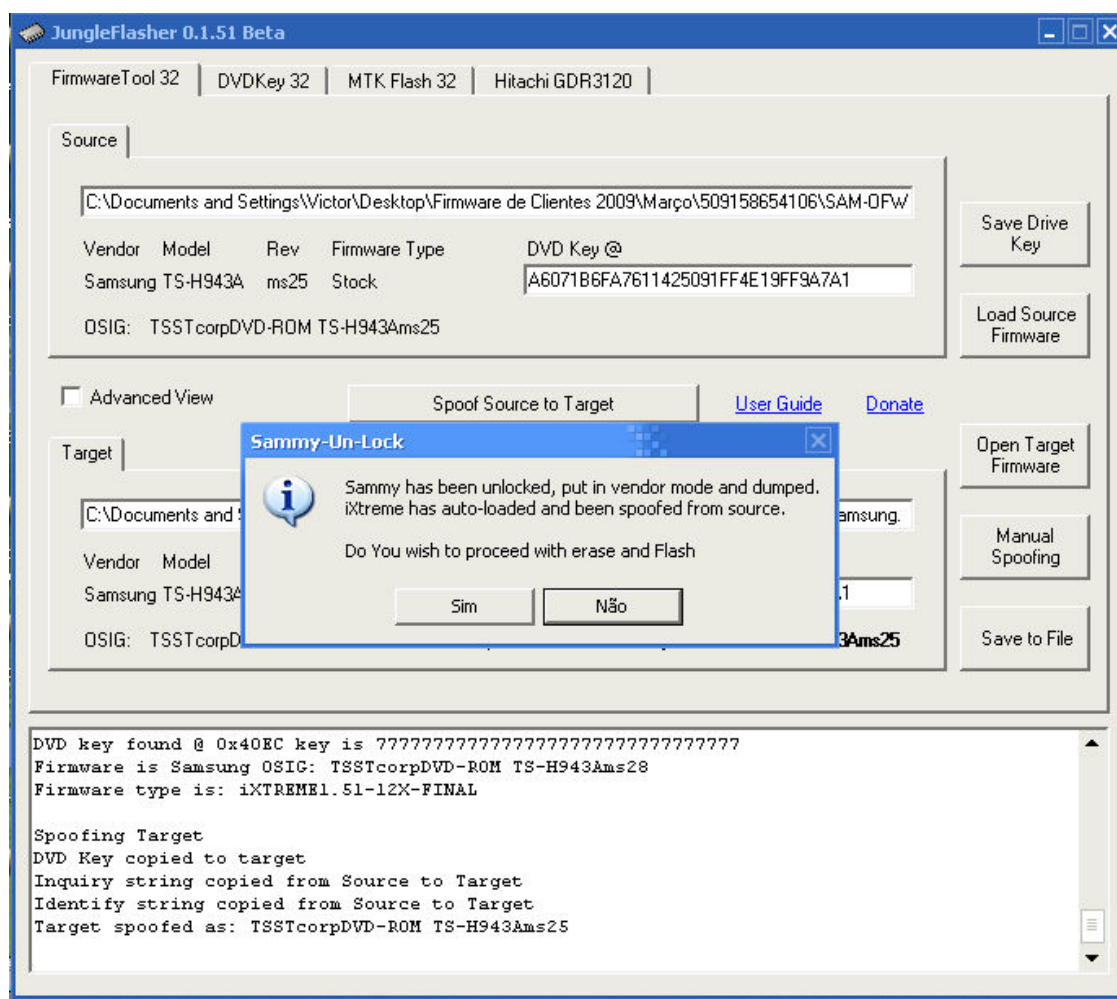 JungleFlasher 0.1.51 Beta
FirmwareTool 32 DVDKey 32 MTK Flash 32 Hitachi GDR3120
Source
C:\Documents and Settings\Victor\Desktop\Firmware de Clientes 2009\Março\509158654106\SAM-OFW
Save Drive Key
Vendor Model Rev Firmware Type DVD Key @
Samsung TS-H943A ms25 Stock A6071B6FA7611425091FF4E19FF9A7A1
OSIG: TSSTcorpDVD-ROM TS-H943Ams25
Load Source Firmware
Advanced View Spoof Source to Target User Guide Donate
Sammy-Un-Lock
Sammy has been unlocked, put in vendor mode and dumped.
iXtreme has auto-loaded and been spoofed from source.
Do You wish to proceed with erase and Flash
Sim Não
Target
Open Target Firmware
C:\Documents and amsung.
Manual Spoofing
Vendor Model
Samsung TS-H943A .1
OSIG: TSSTcorpD 3Ams25
Save to File
DVD key found @ 0x40EC key is 77777777777777777777777777777777
Firmware is Samsung OSIG: TSSTcorpDVD-ROM TS-H943Ams28
Firmware type is: iXTREME1.51-12X-FINAL
Spoofing Target
DVD Key copied to target
Inquiry string copied from Source to Target
Identify string copied from Source to Target
Target spoofed as: TSSTcorpDVD-ROM TS-H943Ams25